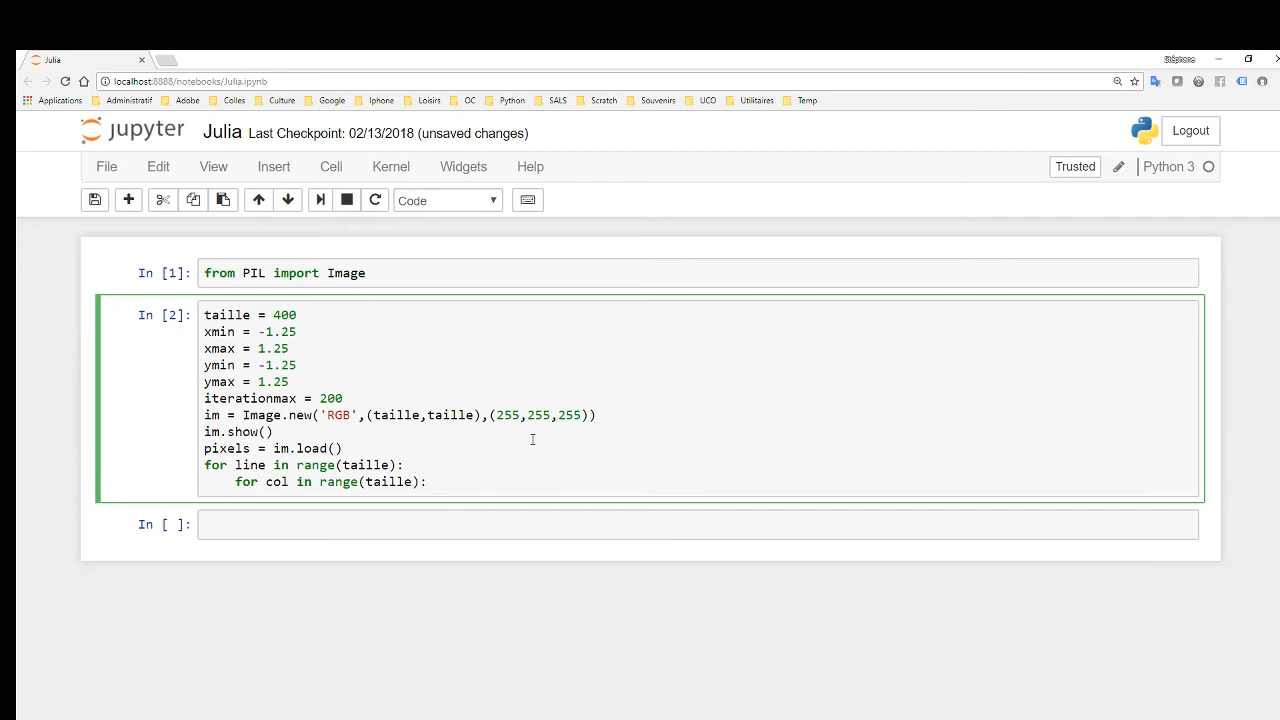 Julia
Stéphane
localhost:8888/notebooks/Julia.ipynb
Applications Administratif Adobe Colles Culture Google Iphone Loisirs OC Python SALS Scratch Souvenirs UCO Utilitaires Temp
jupyter Julia Last Checkpoint: 02/13/2018 (unsaved changes) Logout
File Edit View Insert Cell Kernel Widgets Help Trusted Python 3
Code
In [1]: from PIL import Image
In [2]: taille = 400
xmin = -1.25
xmax = 1.25
ymin = -1.25
ymax = 1.25
iterationmax = 200
im = Image.new('RGB',(taille,taille),(255,255,255))
im.show()
pixels = im.load()
for line in range(taille):
    for col in range(taille):
In [ ]: